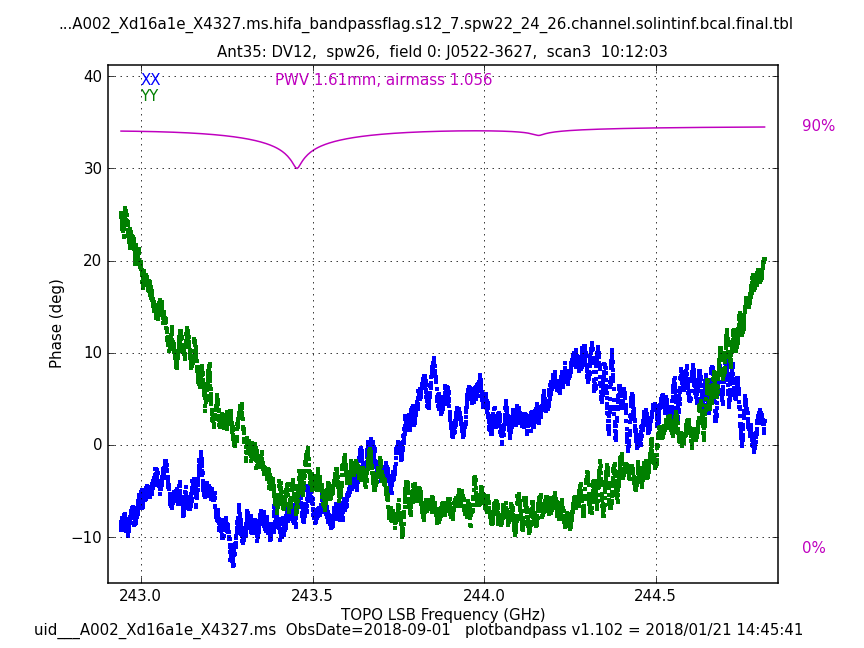 ...A002_Xd16a1e_X4327.ms.hifa_bandpassflag.s12_7.spw22_24_26.channel.solintinf.bcal.final.tbl
Ant35: DV12, spw26, field 0: J0522-3627, scan3 10:12:03
XX
PWV 1.61mm, airmass 1.056
YY
40
30
20
10
0
−10
90%
0%
Phase (deg)
243.0 243.5 244.0 244.5
TOPO LSB Frequency (GHz)
uid___A002_Xd16a1e_X4327.ms ObsDate=2018-09-01 plotbandpass v1.102 = 2018/01/21 14:45:41